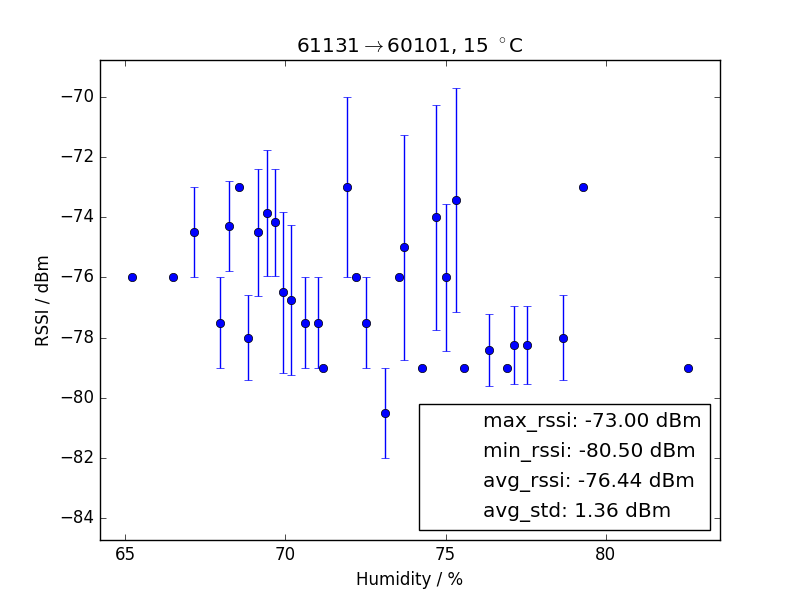 61131→60101, 15 °C
RSSI / dBm
−70
−72
−74
−76
−78
−80
−82
−84
max_rssi: -73.00 dBm
min_rssi: -80.50 dBm
avg_rssi: -76.44 dBm
avg_std: 1.36 dBm
65 70 75 80
Humidity / %